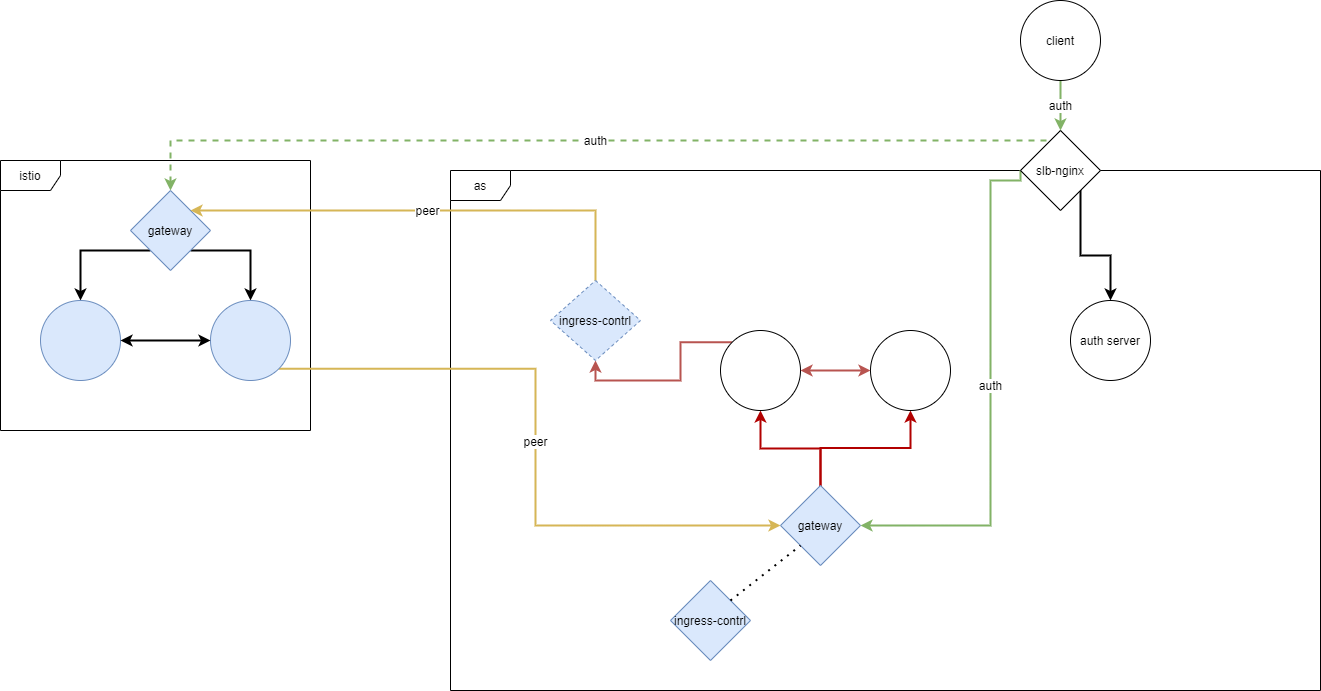 client
auth
auth
istio
slb-nginx
as
peer
gateway
ingress-contrl
auth server
auth
peer
gateway
ingress-contrl